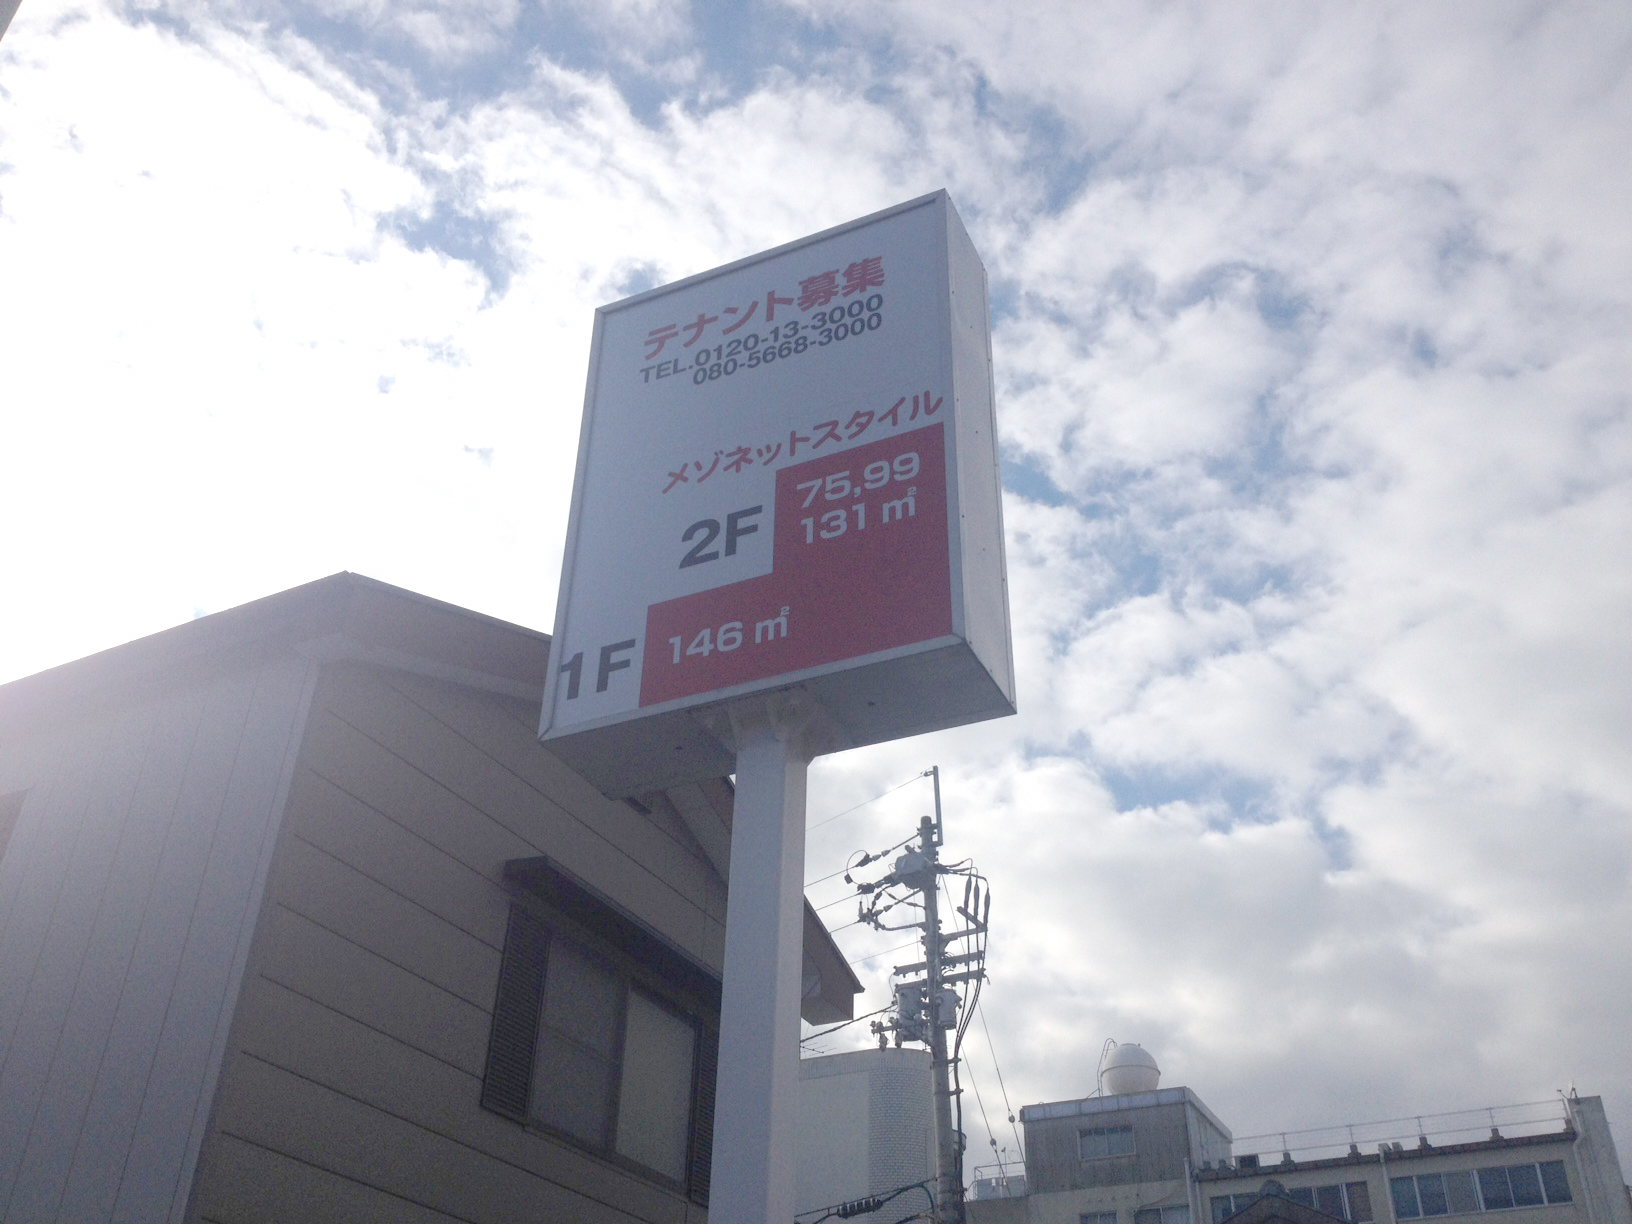 テナント募集
TEL.0120-13-3000
080-5668-3000
メゾネットスタイル
2F
75,99
131㎡
1F
146㎡